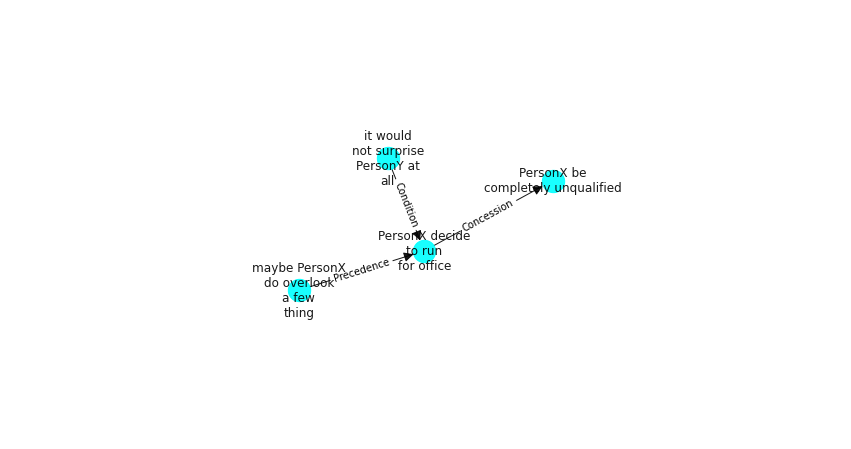 it would
not surprise
PersonY at
all
Condition
PersonX be
completely unqualified
Concession
PersonX decide
to run
for office
Precedence
maybe PersonX
do overlook
a few
thing